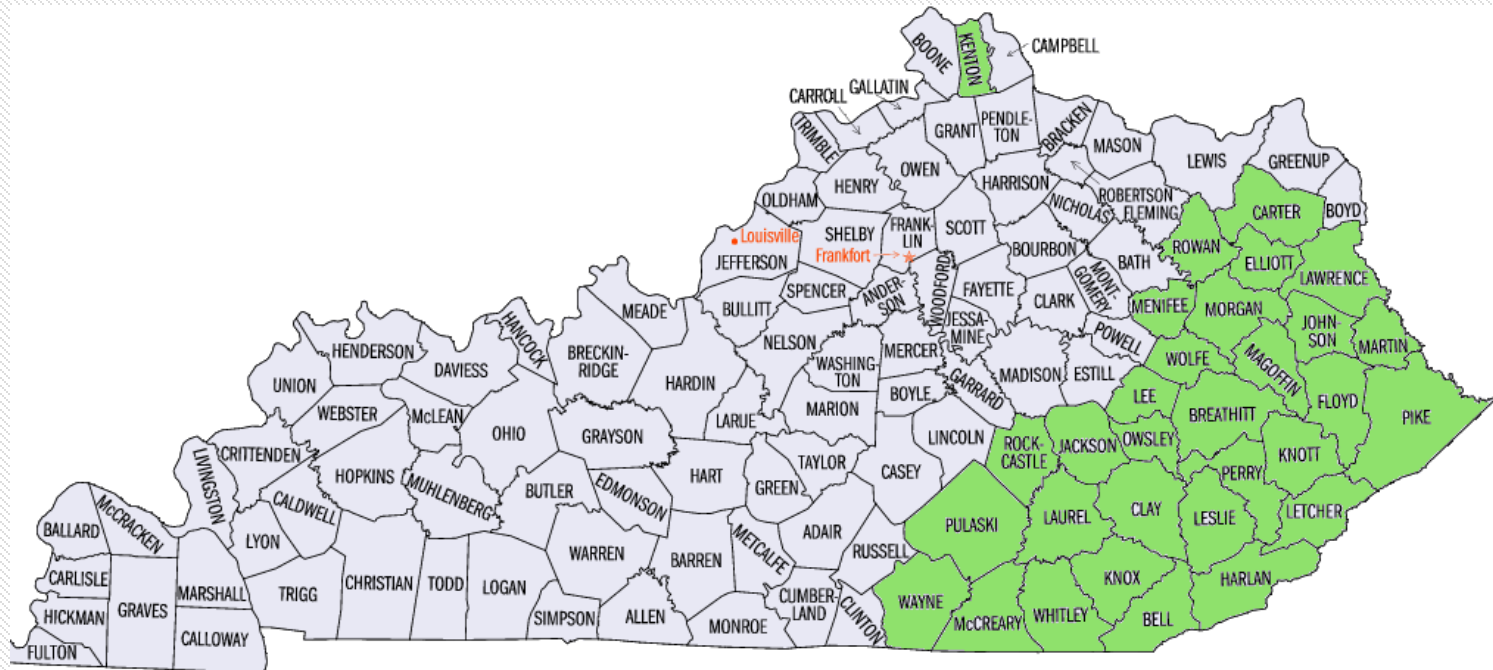 BOONE
KENTON
CAMPBELL
GALLATIN
CARROLL
TRIMBLE
GRANT
PENDLE-
TON
BRACKEN
MASON
LEWIS
GREENUP
OWEN
HENRY
HARRISON
ROBERTSON
OLDHAM
NICHOLAS
FLEMING
CARTER
BOYD
SHELBY
FRANK-
LIN
SCOTT
Louisville
JEFFERSON
Frankfort
BOURBON
ROWAN
BATH
ELLIOTT
LAWRENCE
SPENCER
ANDER-
SON
WOODFORD
FAYETTE
CLARK
MONT-
GOMERY
MENIFEE
MORGAN
BULLITT
MEADE
JESSA-
MINE
POWELL
JOHN-
SON
MARTIN
HANCOCK
BRECKIN-
RIDGE
NELSON
WASHING-
TON
MERCER
GARRARD
MADISON
ESTILL
WOLFE
MAGOFFIN
HENDERSON
DAVIESS
UNION
HARDIN
MARION
BOYLE
LEE
BREATHITT
FLOYD
PIKE
WEBSTER
McLEAN
OHIO
GRAYSON
LARUE
LINCOLN
ROCK-
CASTLE
JACKSON
OWSLEY
PERRY
KNOTT
CRITTENDEN
LIVINGSTON
HOPKINS
MUHLENBERG
BUTLER
EDMONSON
HART
GREEN
TAYLOR
CASEY
CALDWELL
LYON
BALLARD
McCRACKEN
PULASKI
LAUREL
CLAY
LESLIE
LETCHER
WARREN
BARREN
METCALFE
ADAIR
RUSSELL
CARLISLE
GRAVES
MARSHALL
TRIGG
CHRISTIAN
TODD
LOGAN
SIMPSON
ALLEN
MONROE
CUMBER-
LAND
CLINTON
WAYNE
McCREARY
WHITLEY
KNOX
BELL
HARLAN
HICKMAN
CALLOWAY
FULTON